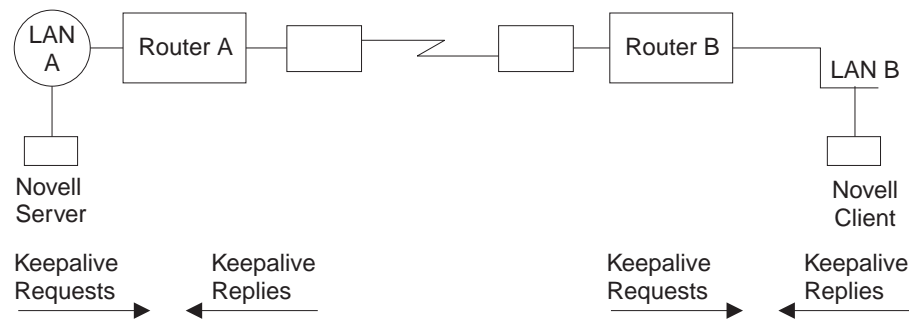 LAN
A
Router A
Router B
LAN B
Novell
Server
Novell
Client
Keepalive
Requests
Keepalive
Replies
Keepalive
Requests
Keepalive
Replies